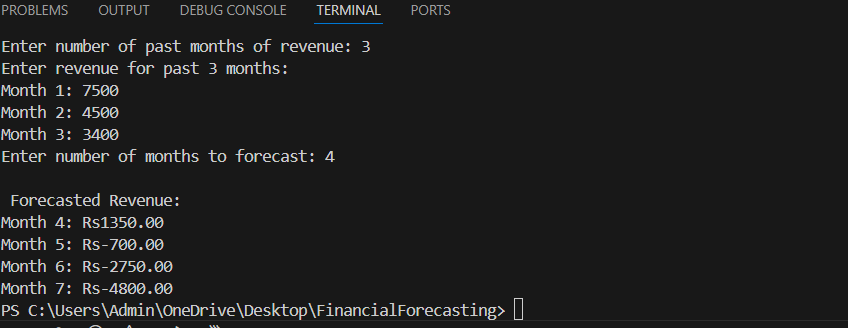 PROBLEMS OUTPUT DEBUG CONSOLE TERMINAL PORTS
Enter number of past months of revenue: 3
Enter revenue for past 3 months:
Month 1: 7500
Month 2: 4500
Month 3: 3400
Enter number of months to forecast: 4
Forecasted Revenue:
Month 4: Rs1350.00
Month 5: Rs-700.00
Month 6: Rs-2750.00
Month 7: Rs-4800.00
PS C:\Users\Admin\OneDrive\Desktop\FinancialForecasting>